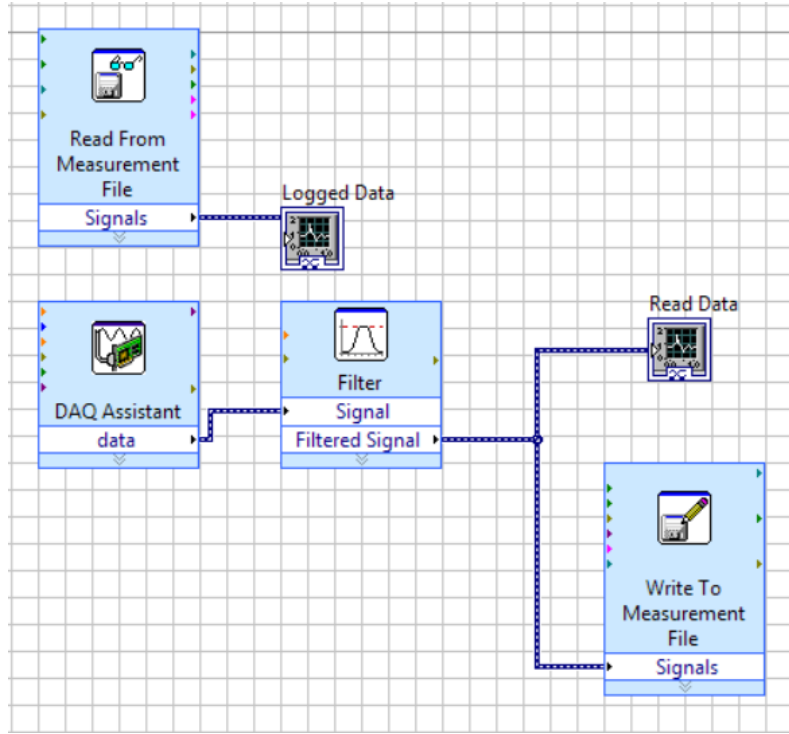 Read From
Measurement
File
Signals
Logged Data
DAQ Assistant
data
Filter
Signal
Filtered Signal
Read Data
Write To
Measurement
File
Signals